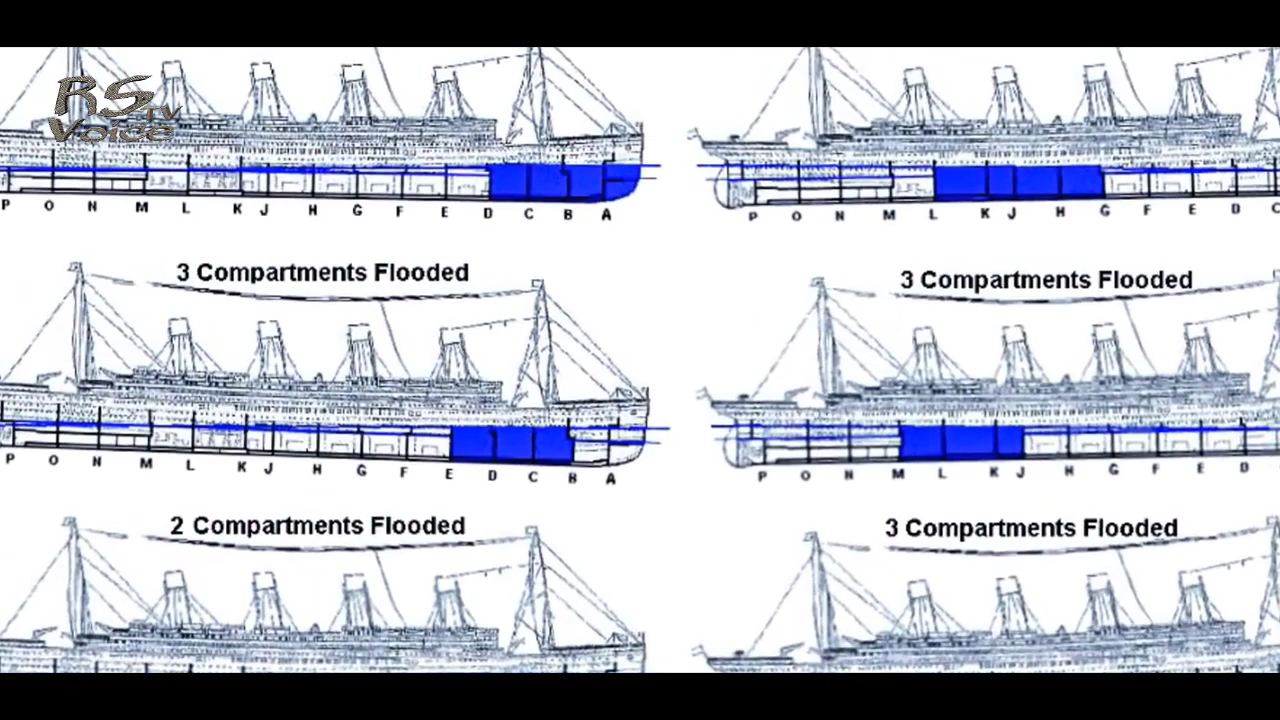 RS TV
Voice
P O N M L K J H G F E D C B A
P O N M L K J H G F E D C
3 Compartments Flooded
3 Compartments Flooded
P O N M L K J H G F E D C B A
P O N M L K J H G F E D
2 Compartments Flooded
3 Compartments Flooded